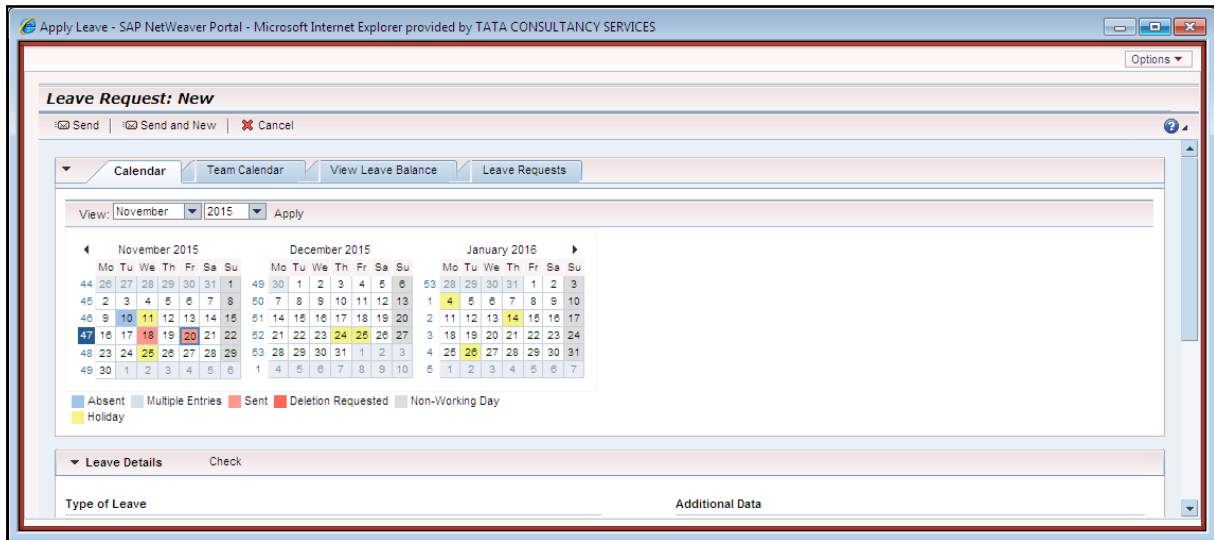 Apply Leave - SAP NetWeaver Portal - Microsoft Internet Explorer provided by TATA CONSULTANCY SERVICES
Options
Leave Request: New
Send | Send and New | Cancel
Calendar Team Calendar View Leave Balance Leave Requests
View: November 2015 Apply
November 2015 December 2015 January 2016
Mo Tu We Th Fr Sa Su Mo Tu We Th Fr Sa Su Mo Tu We Th Fr Sa Su
44 26 27 28 29 30 31 1 49 30 1 2 3 4 5 6 53 28 29 30 31 1 2 3
45 2 3 4 5 6 7 8 50 7 8 9 10 11 12 13 1 4 5 6 7 8 9 10
46 9 10 11 12 13 14 15 51 14 15 16 17 18 19 20 2 11 12 13 14 15 16 17
47 16 17 18 19 20 21 22 52 21 22 23 24 25 26 27 3 18 19 20 21 22 23 24
48 23 24 25 26 27 28 29 53 28 29 30 31 1 2 3 4 25 26 27 28 29 30 31
49 30 1 2 3 4 5 6 1 4 5 6 7 8 9 10 5 1 2 3 4 5 6 7
Absent Multiple Entries Sent Deletion Requested Non-Working Day
Holiday
Leave Details Check
Type of Leave Additional Data